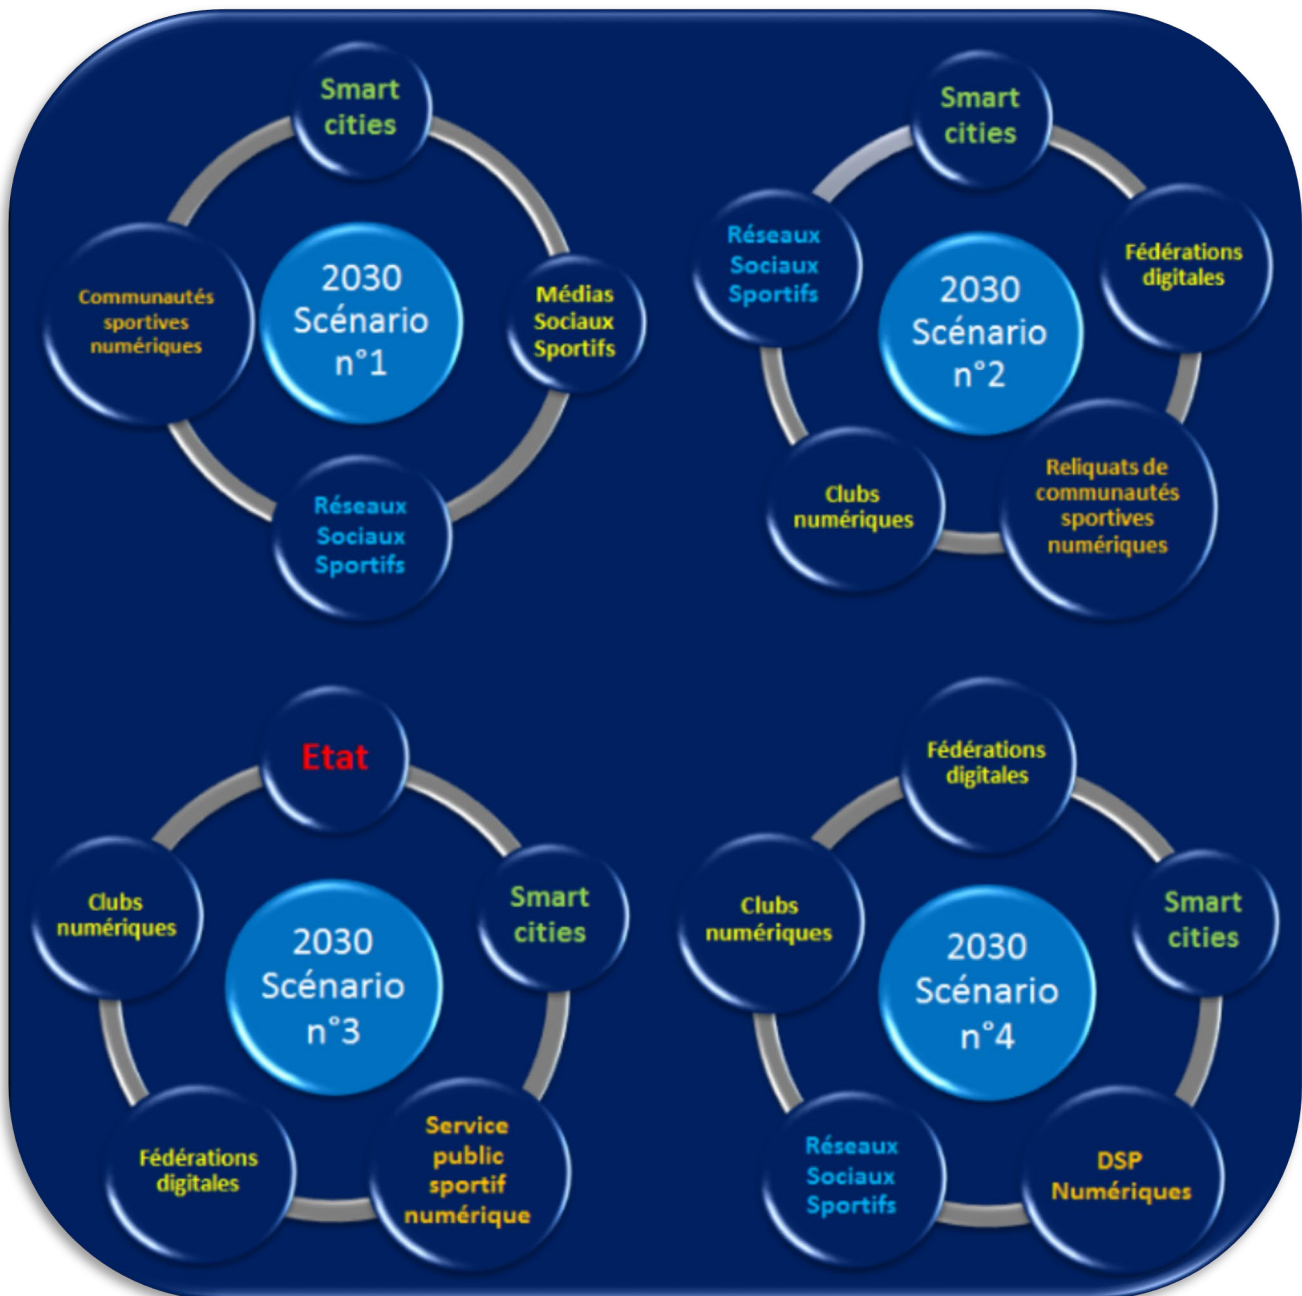 Smart
cities
Communautés
sportives
numériques
2030
Scénario
n°1
Médias
Sociaux
Sportifs
Réseaux
Sociaux
Sportifs
Smart
cities
Réseaux
Sociaux
Sportifs
Fédérations
digitales
2030
Scénario
n°2
Clubs
numériques
Reliquats de
communautés
sportives
numériques
Etat
Clubs
numériques
Smart
cities
2030
Scénario
n°3
Fédérations
digitales
Service
public
sportif
numérique
Fédérations
digitales
Clubs
numériques
Smart
cities
2030
Scénario
n°4
Réseaux
Sociaux
Sportifs
DSP
Numériques